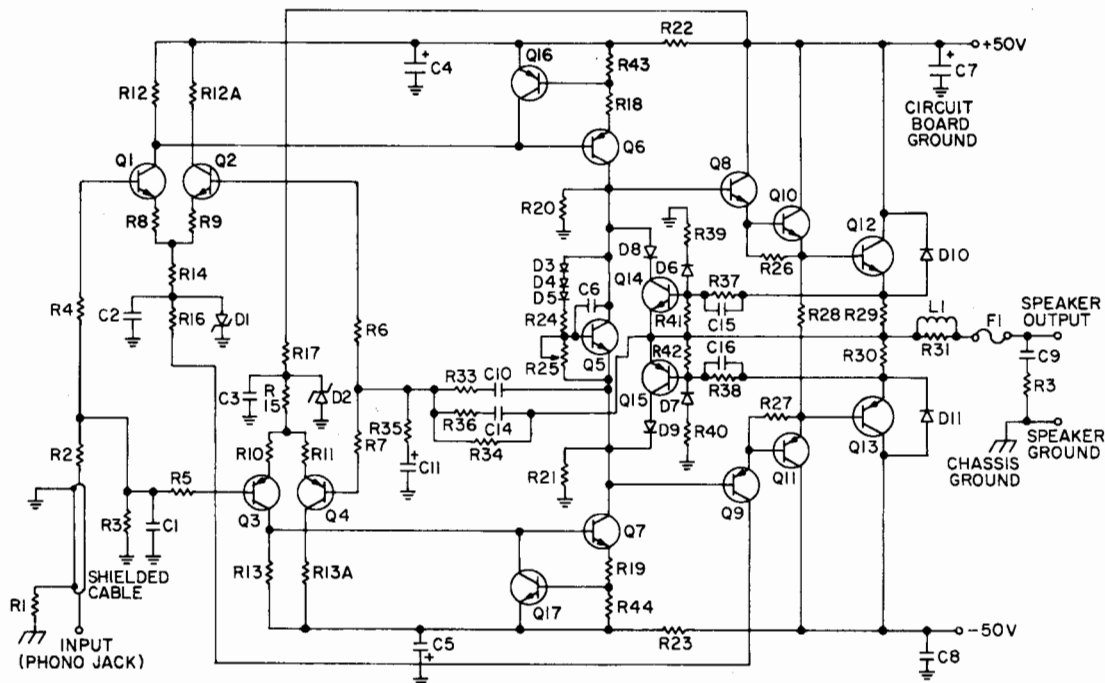 R22
+50V
Q16
C4
+
R43
C7
+
R12
R12A
R18
CIRCUIT
BOARD
GROUND
Q1
Q2
Q6
Q8
Q10
R8
R9
R20
R39
Q12
D8
R26
D3
D4
D5
C6
Q14
D6
R37
D10
R14
R4
C2
D1
R16
R6
R24
R41
C15
R28
R29
L1
F1
SPEAKER
OUTPUT
R17
R25
Q5
R42
C16
R30
R31
C9
C3
R
15
D2
R33
C10
Q15
R38
R3
R36
C14
D7
R27
D11
R2
R35
R7
R34
D9
R40
Q13
SPEAKER
GROUND
R10
R11
C11
+
R21
Q11
CHASSIS
GROUND
R5
Q3
Q4
Q9
R3
C1
Q7
SHIELDED
CABLE
R13
R13A
R19
R1
Q17
R44
INPUT
(PHONO JACK)
C5
+
R23
-50V
C8